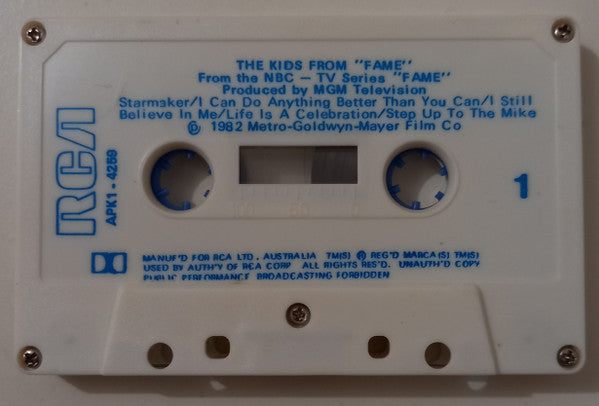 THE KIDS FROM "FAME"
From the NBC – TV Series "FAME"
Produced by MGM Television
Starmaker/I Can Do Anything Better Than You Can/I Still
Believe In Me/Life Is A Celebration/Step Up To The Mike
℗ 1982 Metro-Goldwyn-Mayer Film Co
RCA
APK1-4259
1
100 50 0
MANUF'D FOR RCA LTD., AUSTRALIA TM(S) ® REG'D MARCA(S) TM(S)
USED BY AUTH'Y OF RCA CORP ALL RIGHTS RES'D. UNAUTH'D COPY
PUBLIC PERFORMANCE BROADCASTING FORBIDDEN